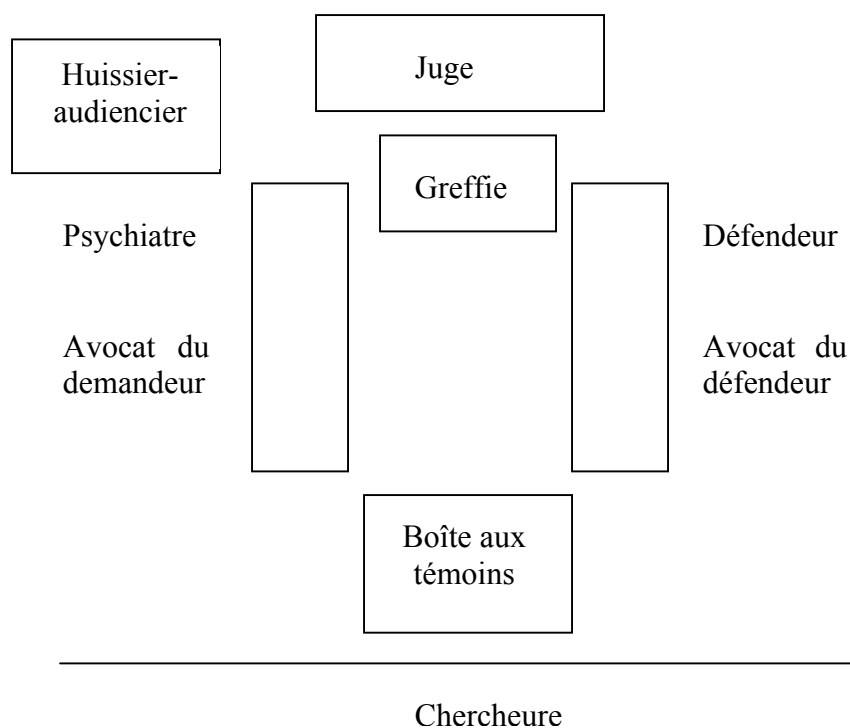 Huissier-
audiencier
Juge
Greffie
Psychiatre
Défendeur
Avocat du
demandeur
Avocat du
défendeur
Boîte aux
témoins
Chercheure